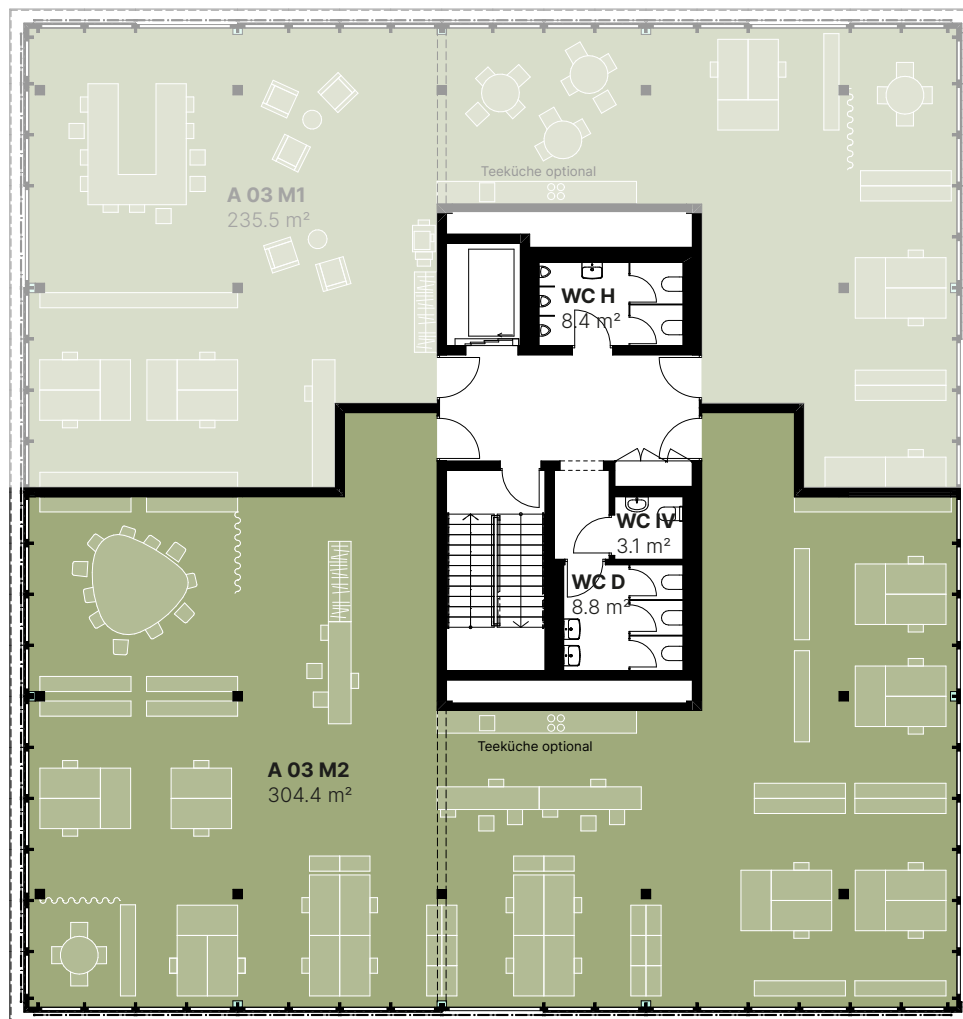 Teeküche optional
A 03 M1
235.5 m²
WC H
8.4 m²
WC IV
3.1 m²
WC D
8.8 m²
Teeküche optional
A 03 M2
304.4 m²